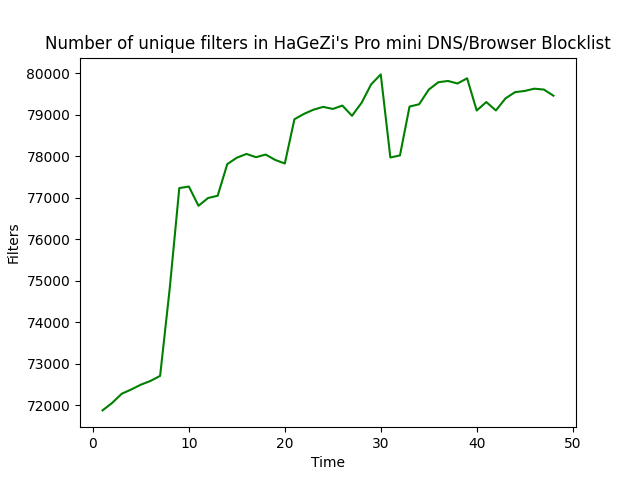 Number of unique filters in HaGeZi's Pro mini DNS/Browser Blocklist
80000
79000
78000
77000
76000
75000
74000
73000
72000
Filters
0 10 20 30 40 50
Time